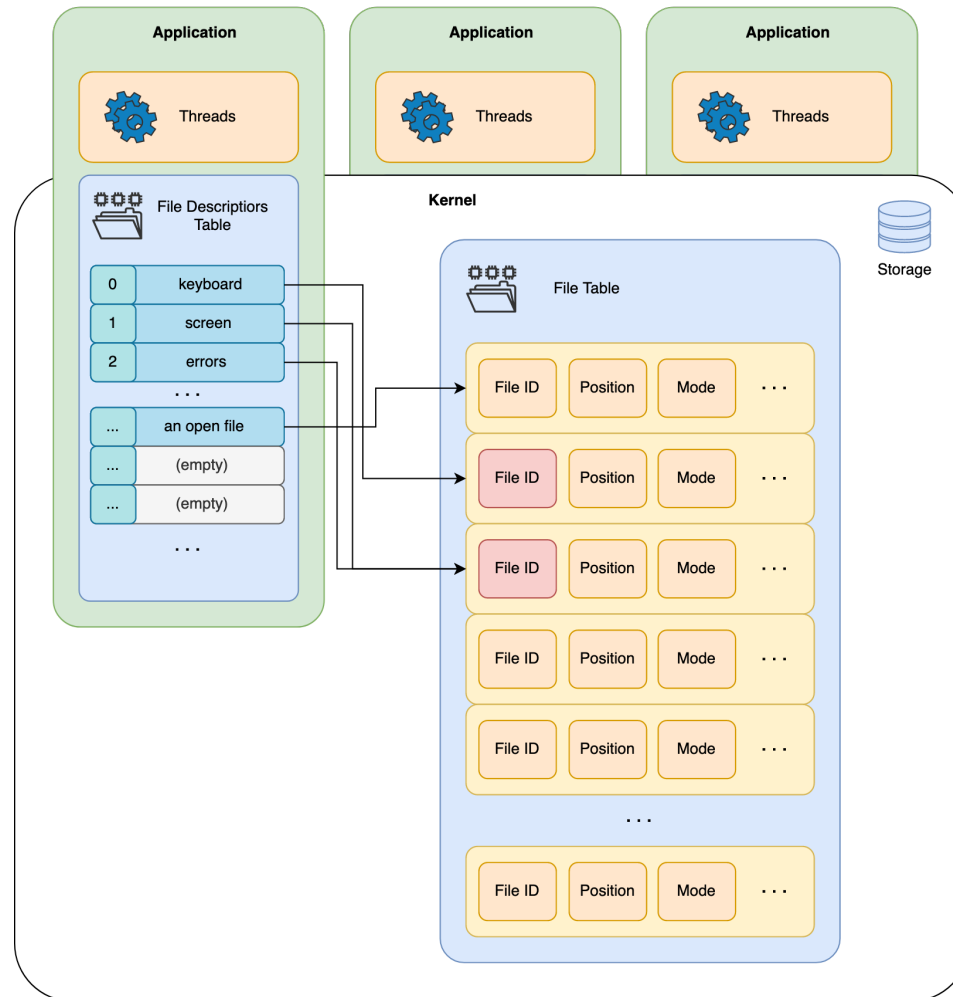 Application
Application
Application
Threads
Threads
Threads
Kernel
File Descriptiors
Table
Storage
File Table
0 keyboard
1 screen
2 errors
. . .
... an open file
... (empty)
... (empty)
. . .
File ID Position Mode . . .
File ID Position Mode . . .
File ID Position Mode . . .
File ID Position Mode . . .
File ID Position Mode . . .
. . .
File ID Position Mode . . .